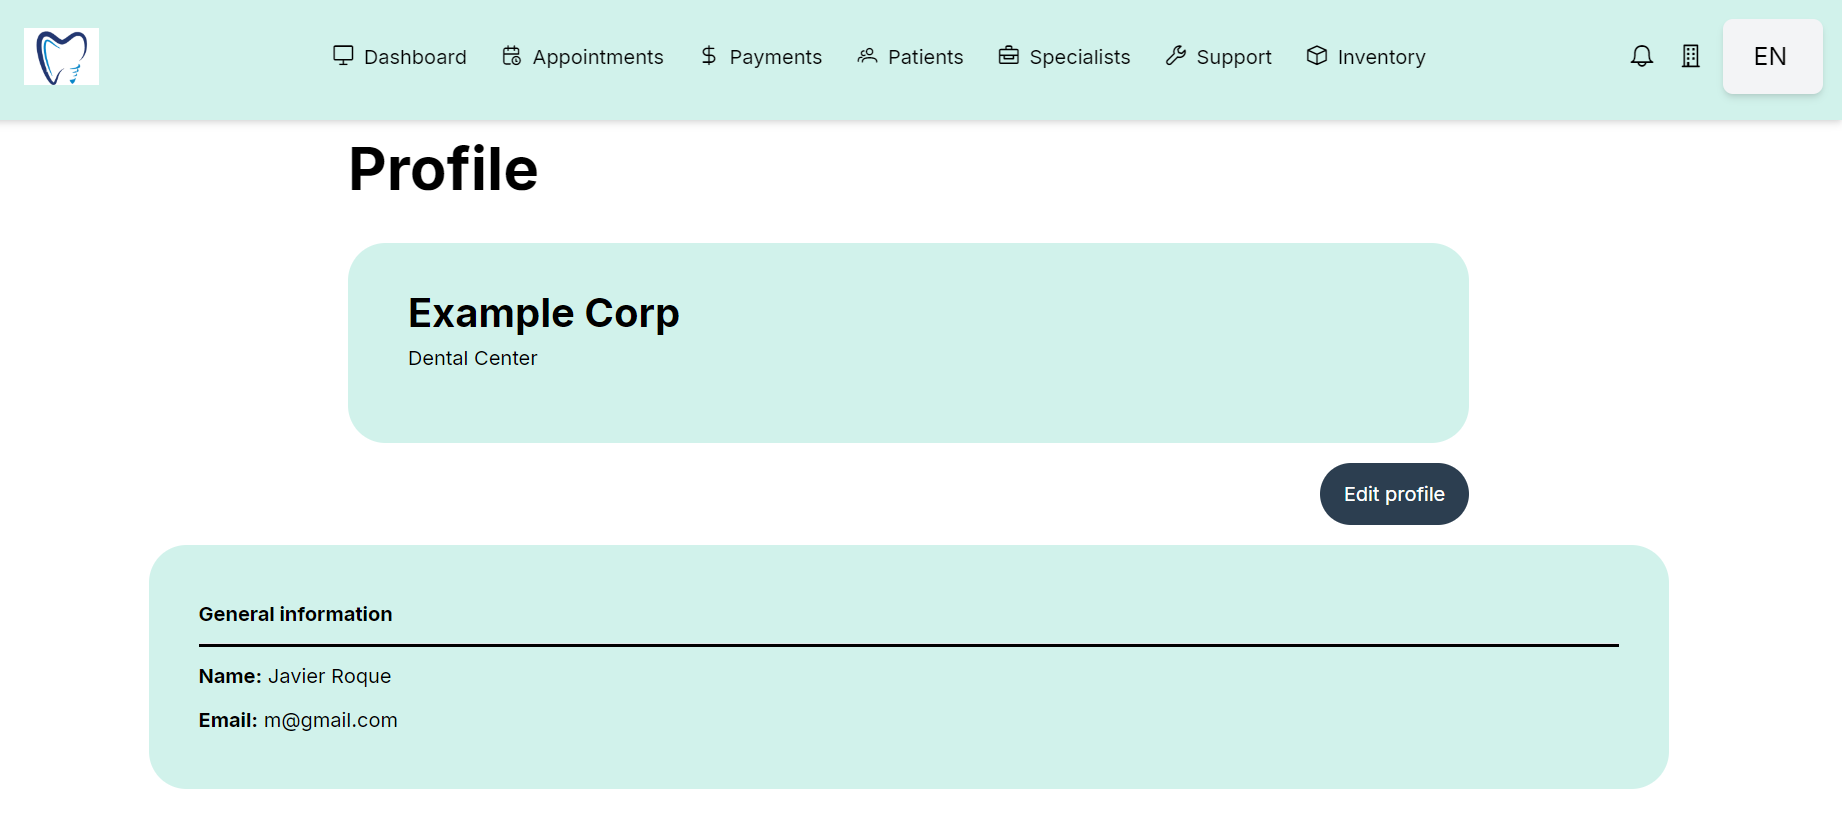 Dashboard Appointments Payments Patients Specialists Support Inventory EN
Profile
Example Corp
Dental Center
Edit profile
General information
Name: Javier Roque
Email: m@gmail.com